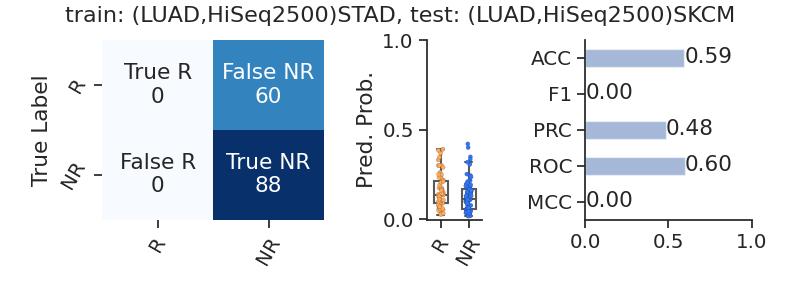 train: (LUAD,HiSeq2500)STAD, test: (LUAD,HiSeq2500)SKCM
True Label
R
NR
True R
0
False NR
60
False R
0
True NR
88
R
NR
Pred. Prob.
1.0
0.5
0.0
R
NR
ACC
0.59
F1
0.00
PRC
0.48
ROC
0.60
MCC
0.00
0.0
0.5
1.0